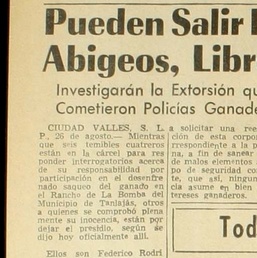 Pueden Salir
Abigeos, Libr
Investigarán la Extorsión q
Cometieron Policías Ganade
CIUDAD VALLES, S. L.
P., 26 de agosto.— Mientras
que seis temibles cuatreros
están en la cárcel para res
ponder interrogatorios acerca
de su responsabilidad por
participación en el desenfre
nado saqueo del ganado en
el Rancho de La Bomba del
Municipio de Tanlajás, otros
a quienes se comprobó plena
mente su inocencia, están por
dejar el presidio, según se
dijo hoy oficialmente allí.
Ellos son Federico Rodrí
a solicitar una ree
ción de esta corpor
rrespondiente a la p
a, a fin de sanear
de malos elementos
po de seguridad co
te, que así, ningun
cia asume en bien
tereses ganaderos.
Tod